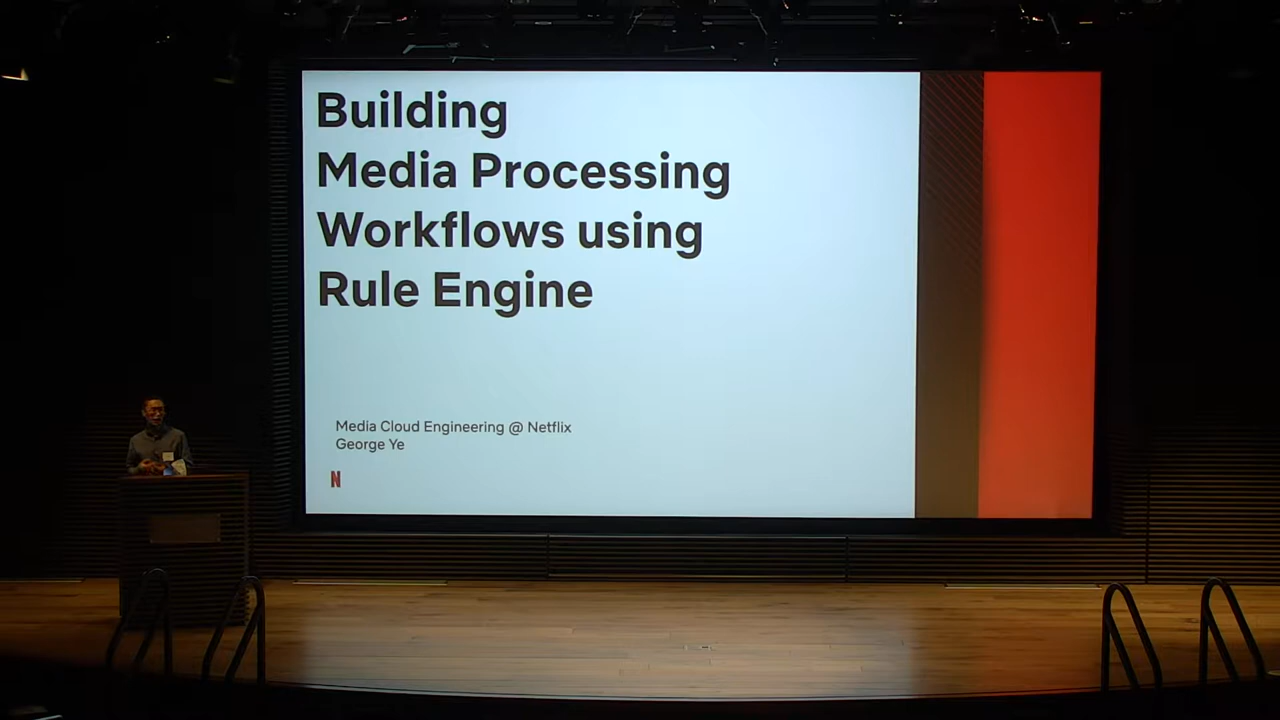 Building
Media Processing
Workflows using
Rule Engine
Media Cloud Engineering @ Netflix
George Ye
N